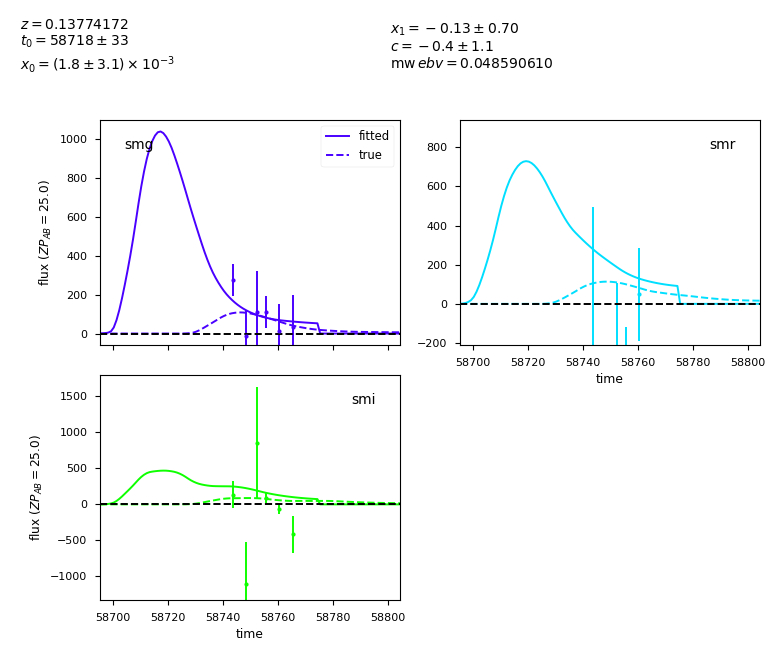 z = 0.13774172
t₀ = 58718 ± 33
x₀ = (1.8 ± 3.1) × 10⁻³
x₁ = −0.13 ± 0.70
c = −0.4 ± 1.1
mw ebv = 0.048590610
smg
fitted
true
1000
800
600
400
200
0
flux (ZP_AB = 25.0)
smr
800
600
400
200
0
−200
58700 58720 58740 58760 58780 58800
time
smi
1500
1000
500
0
−500
−1000
flux (ZP_AB = 25.0)
58700 58720 58740 58760 58780 58800
time